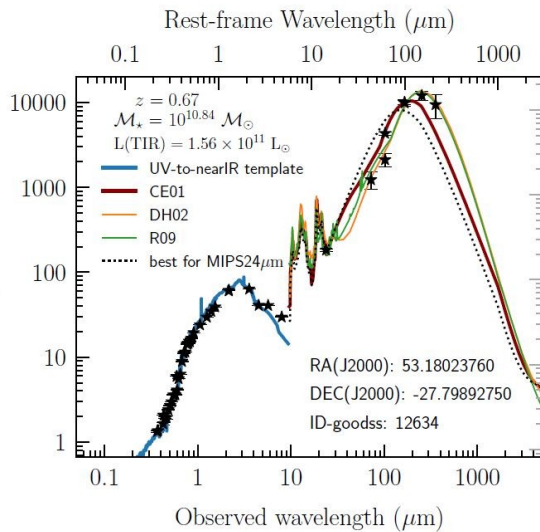 Rest-frame Wavelength (μm)
0.1 1 5 10 100 1000
10000
1000
100
10
1
z = 0.67
M⋆ = 10^10.84 M⊙
L(TIR) = 1.56 × 10^11 L⊙
UV-to-nearIR template
CE01
DH02
R09
best for MIPS24μm
RA(J2000): 53.18023760
DEC(J2000): -27.79892750
ID-goodss: 12634
0.1 1 10 100 1000
Observed wavelength (μm)